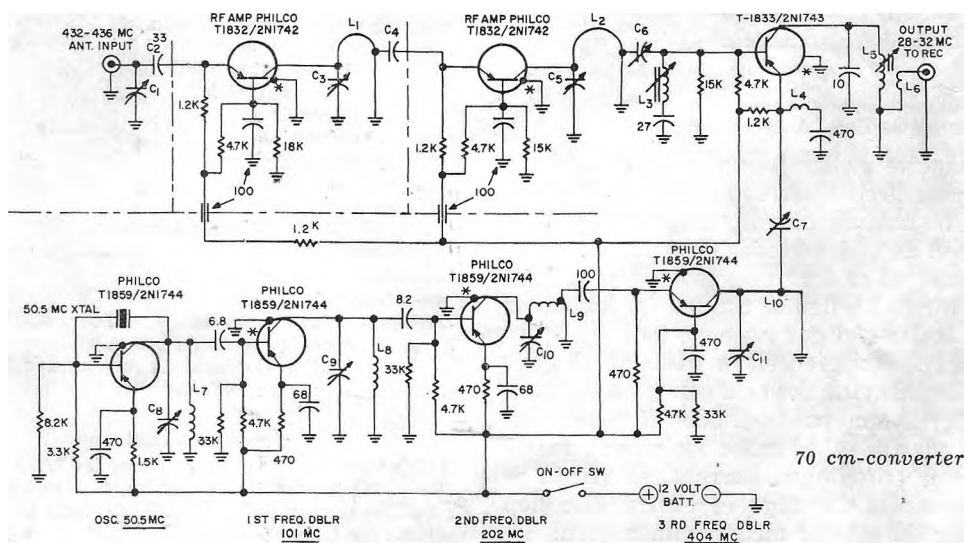 RF AMP PHILCO
T1832/2N1742
RF AMP PHILCO
T1832/2N1742
T-1833/2N1743
432-436 MC
ANT. INPUT
33
C2
C1
L1
C3
C4
L2
C5
C6
L3
27
15K
4.7K
1.2K
L4
470
10
L5
L6
OUTPUT
28-32 MC
TO REC
*
*
*
1.2K
4.7K
18K
100
1.2K
4.7K
15K
100
1.2K
C7
PHILCO
T1859/2N1744
50.5 MC XTAL
PHILCO
T1859/2N1744
PHILCO
T1859/2N1744
PHILCO
T1859/2N1744
*
*
*
6.8
8.2
100
L9
L10
L7
C8
C9
L8
C10
C11
8.2K
3.3K
470
1.5K
33K
4.7K
470
68
33K
4.7K
470
68
470
470
4.7K
33K
70 cm-converter
ON-OFF SW
+ 12 VOLT -
BATT.
OSC. 50.5 MC
1 ST FREQ. DBLR
101 MC
2ND FREQ. DBLR
202 MC
3 RD FREQ DBLR
404 MC